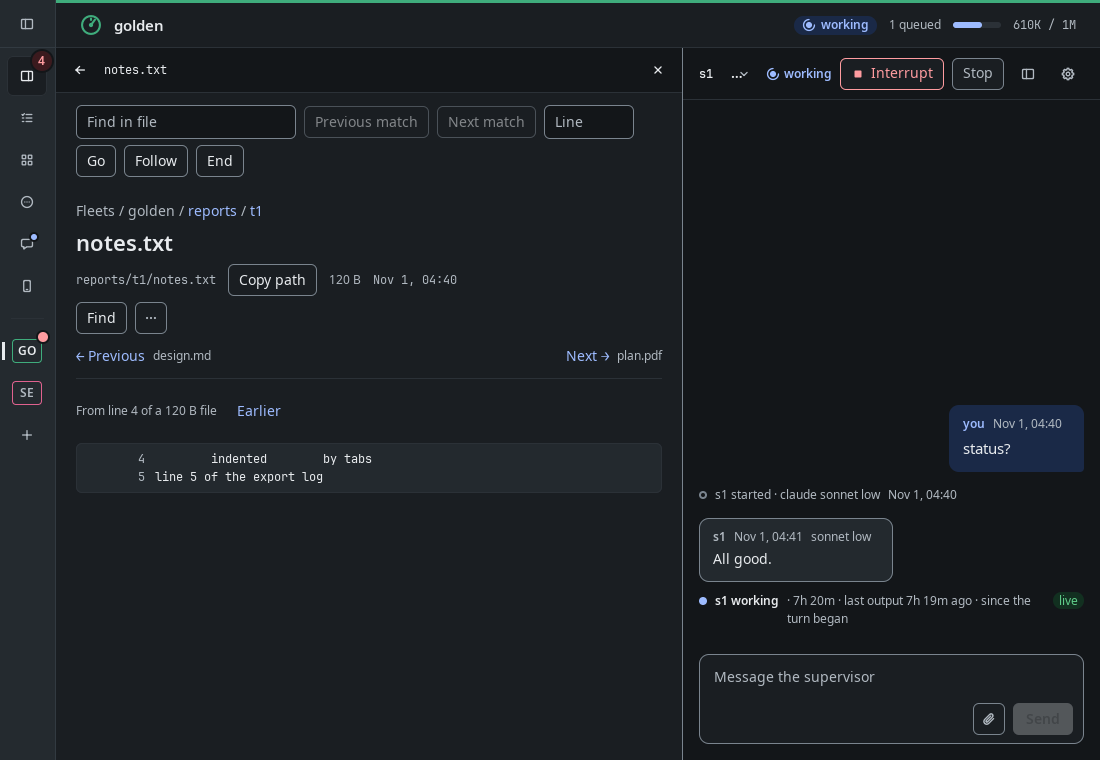 golden
working
1 queued
610K / 1M
4
GO
SE
notes.txt
Find in file
Previous match
Next match
Line
Go
Follow
End
Fleets / golden / reports / t1
notes.txt
reports/t1/notes.txt
Copy path
120 B
Nov 1, 04:40
Find
...
← Previous
design.md
Next →
plan.pdf
From line 4 of a 120 B file
Earlier
4 indented by tabs
5 line 5 of the export log
s1
...
working
Interrupt
Stop
you Nov 1, 04:40
status?
s1 started · claude sonnet low Nov 1, 04:40
s1 Nov 1, 04:41 sonnet low
All good.
s1 working · 7h 20m · last output 7h 19m ago · since the
turn began
live
Message the supervisor
Send